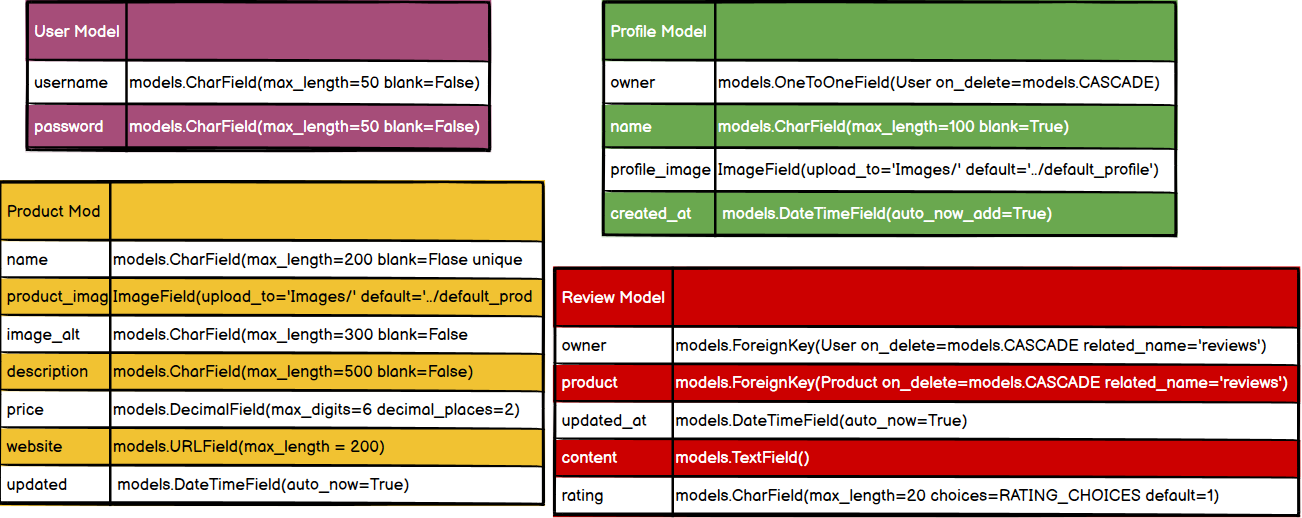 User Model
username models.CharField(max_length=50 blank=False)
password models.CharField(max_length=50 blank=False)
Profile Model
owner models.OneToOneField(User on_delete=models.CASCADE)
name models.CharField(max_length=100 blank=True)
profile_image ImageField(upload_to='Images/' default='../default_profile')
created_at models.DateTimeField(auto_now_add=True)
Product Mod
name models.CharField(max_length=200 blank=Flase unique
product_imag ImageField(upload_to='Images/' default='../default_prod
image_alt models.CharField(max_length=300 blank=False
description models.CharField(max_length=500 blank=False)
price models.DecimalField(max_digits=6 decimal_places=2)
website models.URLField(max_length = 200)
updated models.DateTimeField(auto_now=True)
Review Model
owner models.ForeignKey(User on_delete=models.CASCADE related_name='reviews')
product models.ForeignKey(Product on_delete=models.CASCADE related_name='reviews')
updated_at models.DateTimeField(auto_now=True)
content models.TextField()
rating models.CharField(max_length=20 choices=RATING_CHOICES default=1)